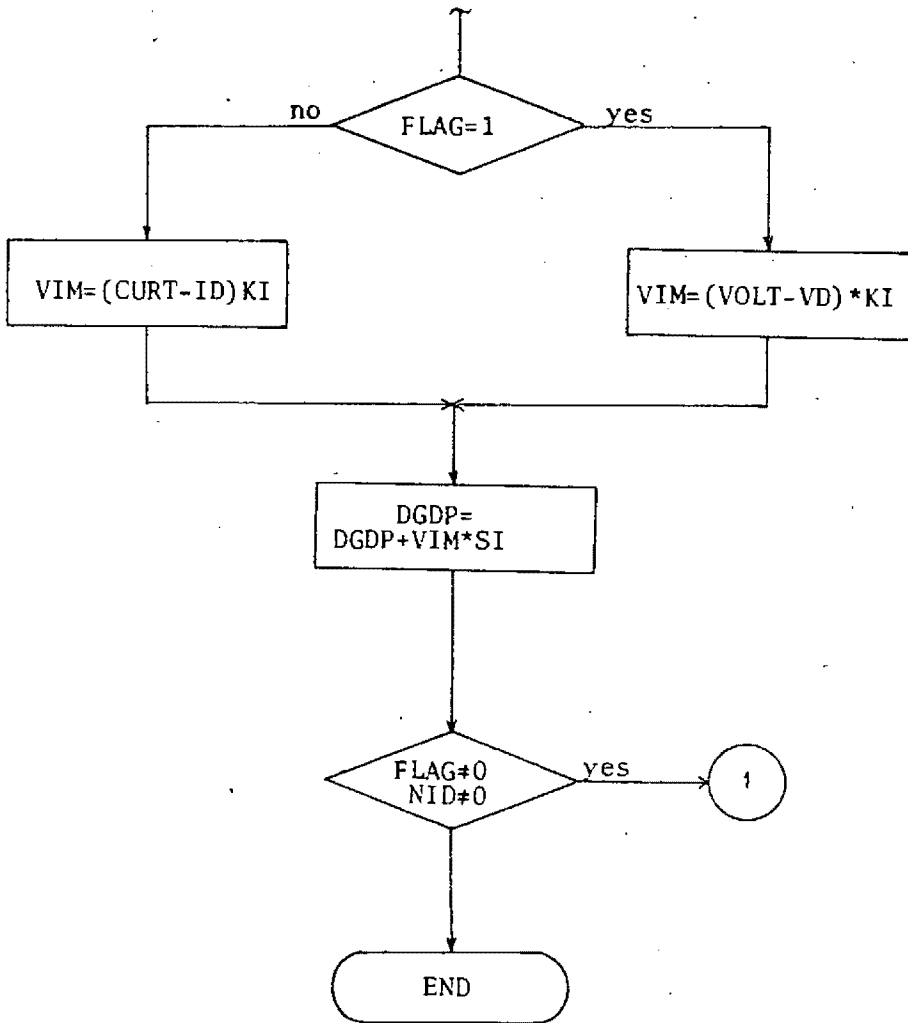 FLAG=1
no
yes
VIM=(CURT-ID)KI
VIM=(VOLT-VD)*KI
DGDP=
DGDP+VIM*SI
FLAG≠0
NID≠0
yes
1
END